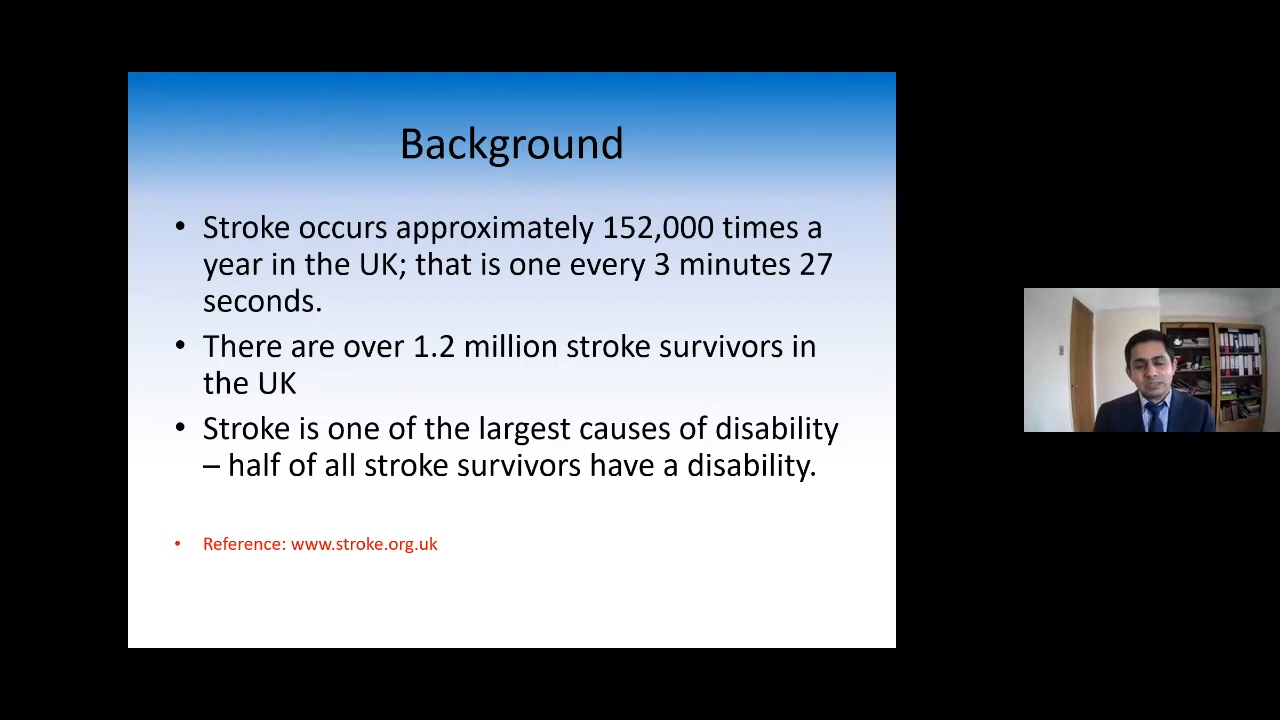 Background
• Stroke occurs approximately 152,000 times a
year in the UK; that is one every 3 minutes 27
seconds.
• There are over 1.2 million stroke survivors in
the UK
• Stroke is one of the largest causes of disability
– half of all stroke survivors have a disability.
• Reference: www.stroke.org.uk